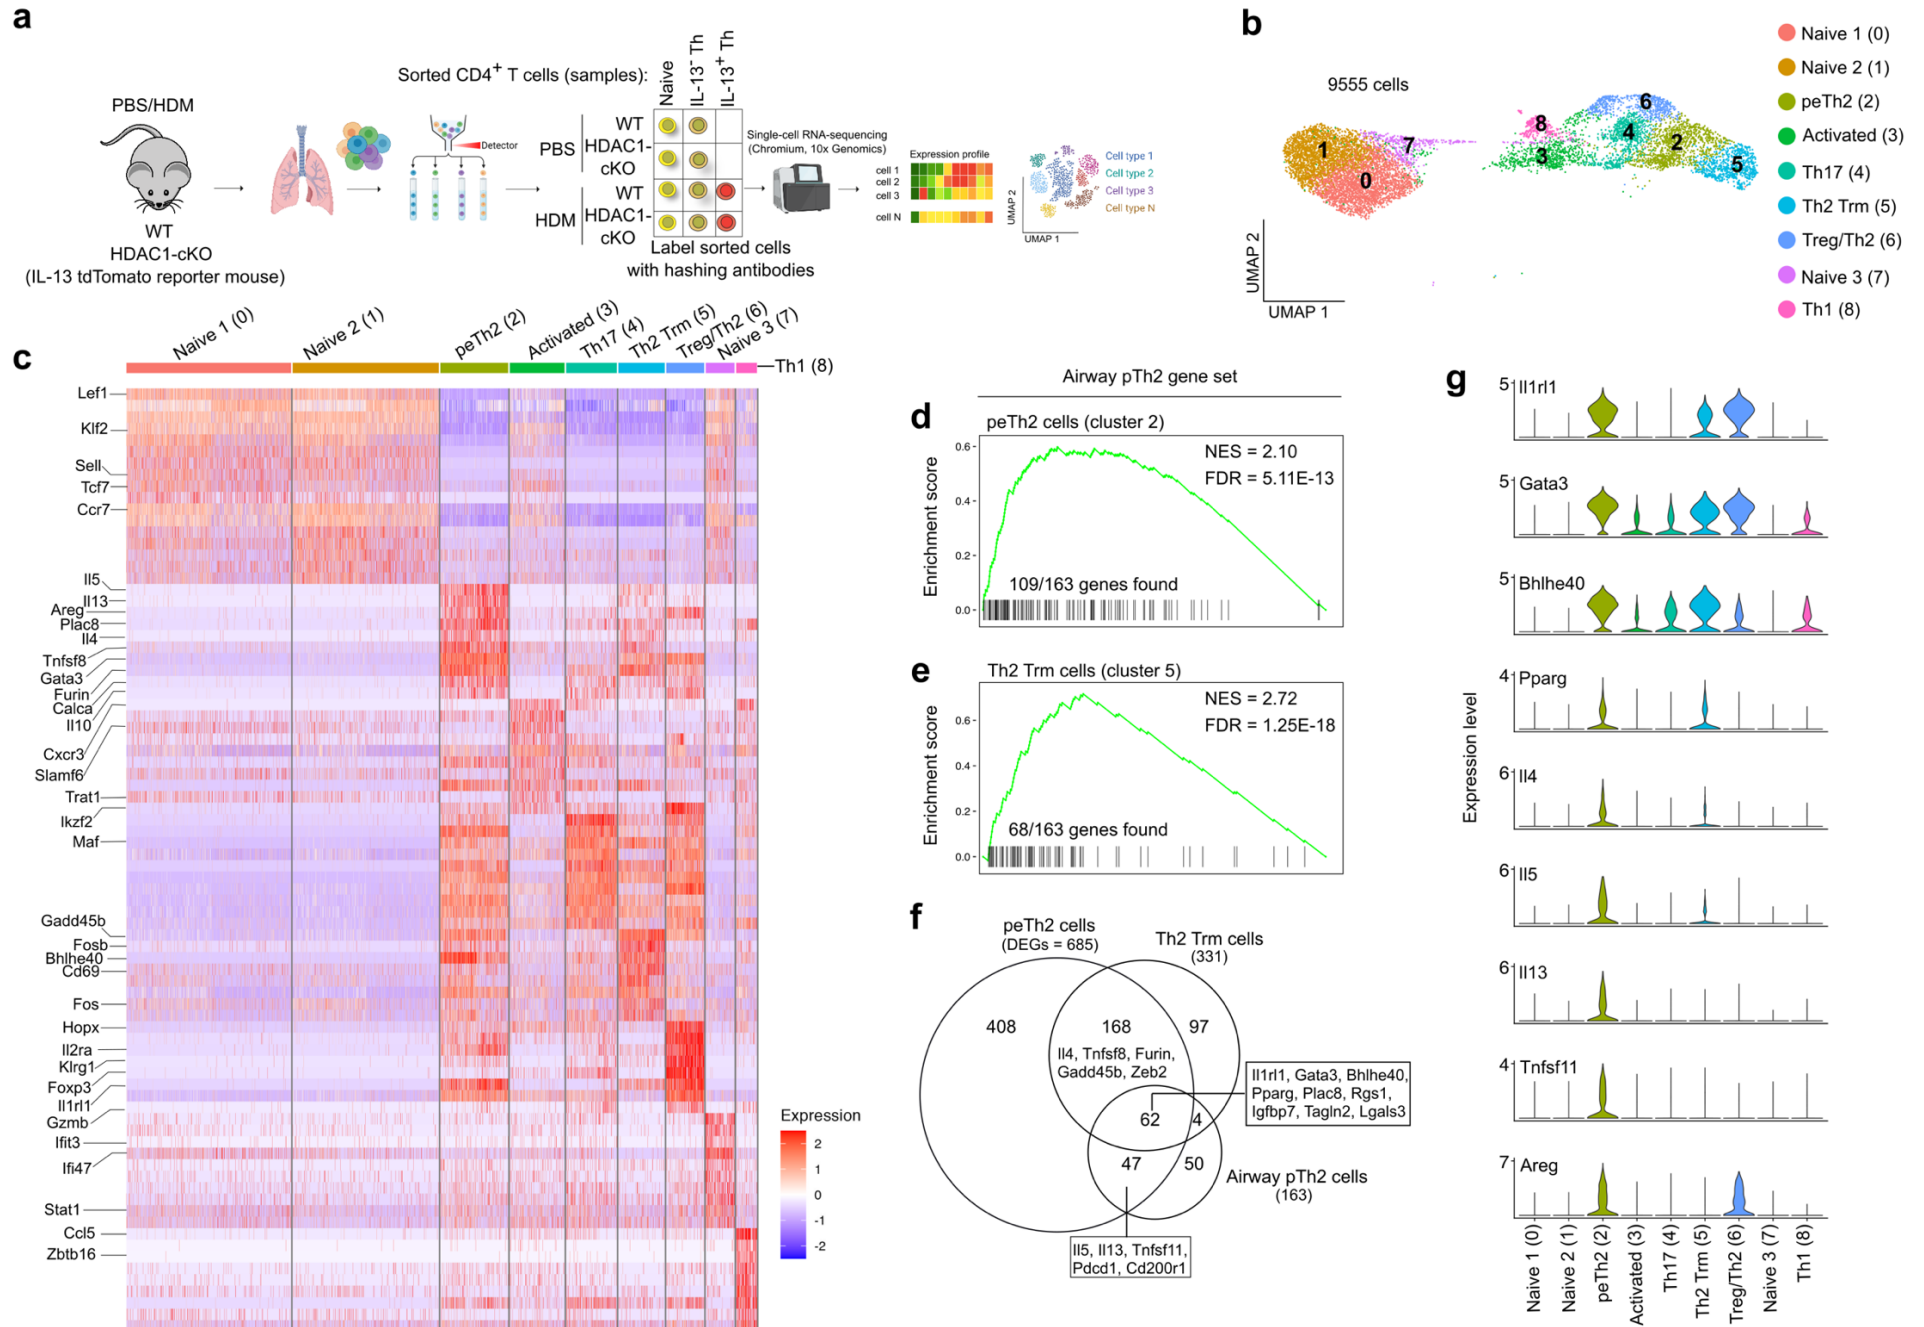 a
PBS/HDM
WT
HDAC1-cKO
(IL-13 tdTomato reporter mouse)
Detector
Sorted CD4+ T cells (samples):
Naive
IL-13- Th
IL-13+ Th
PBS
WT
HDAC1-
cKO
HDM
WT
HDAC1-
cKO
Label sorted cells
with hashing antibodies
Single-cell RNA-sequencing
(Chromium, 10x Genomics)
Expression profile
cell 1
cell 2
cell 3
cell N
Cell type 1
Cell type 2
Cell type 3
Cell type N
UMAP 2
UMAP 1
b
9555 cells
1
0
7
8
3
4
6
2
5
UMAP 2
UMAP 1
Naive 1 (0)
Naive 2 (1)
peTh2 (2)
Activated (3)
Th17 (4)
Th2 Trm (5)
Treg/Th2 (6)
Naive 3 (7)
Th1 (8)
c
Naive 1 (0)
Naive 2 (1)
peTh2 (2)
Activated (3)
Th17 (4)
Th2 Trm (5)
Treg/Th2 (6)
Naive 3 (7)
Th1 (8)
Lef1
Klf2
Sell
Tcf7
Ccr7
Il5
Il13
Areg
Plac8
Il4
Tnfsf8
Gata3
Furin
Calca
Il10
Cxcr3
Slamf6
Trat1
Ikzf2
Maf
Gadd45b
Fosb
Bhlhe40
Cd69
Fos
Hopx
Il2ra
Klrg1
Foxp3
Il1rl1
Gzmb
Ifit3
Ifi47
Stat1
Ccl5
Zbtb16
Expression
2
1
0
-1
-2
Airway pTh2 gene set
d
peTh2 cells (cluster 2)
Enrichment score
0.6
0.4
0.2
0.0
NES = 2.10
FDR = 5.11E-13
109/163 genes found
e
Th2 Trm cells (cluster 5)
Enrichment score
0.6
0.4
0.2
0.0
NES = 2.72
FDR = 1.25E-18
68/163 genes found
f
peTh2 cells
(DEGs = 685)
Th2 Trm cells
(331)
408
168
97
Il4, Tnfsf8, Furin,
Gadd45b, Zeb2
Il1rl1, Gata3, Bhlhe40,
Pparg, Plac8, Rgs1,
Igfbp7, Tagln2, Lgals3
62
4
47
50
Airway pTh2 cells
(163)
Il5, Il13, Tnfsf11,
Pdcd1, Cd200r1
g
Expression level
5
Il1rl1
5
Gata3
5
Bhlhe40
4
Pparg
6
Il4
6
Il5
6
Il13
4
Tnfsf11
7
Areg
Naive 1 (0)
Naive 2 (1)
peTh2 (2)
Activated (3)
Th17 (4)
Th2 Trm (5)
Treg/Th2 (6)
Naive 3 (7)
Th1 (8)